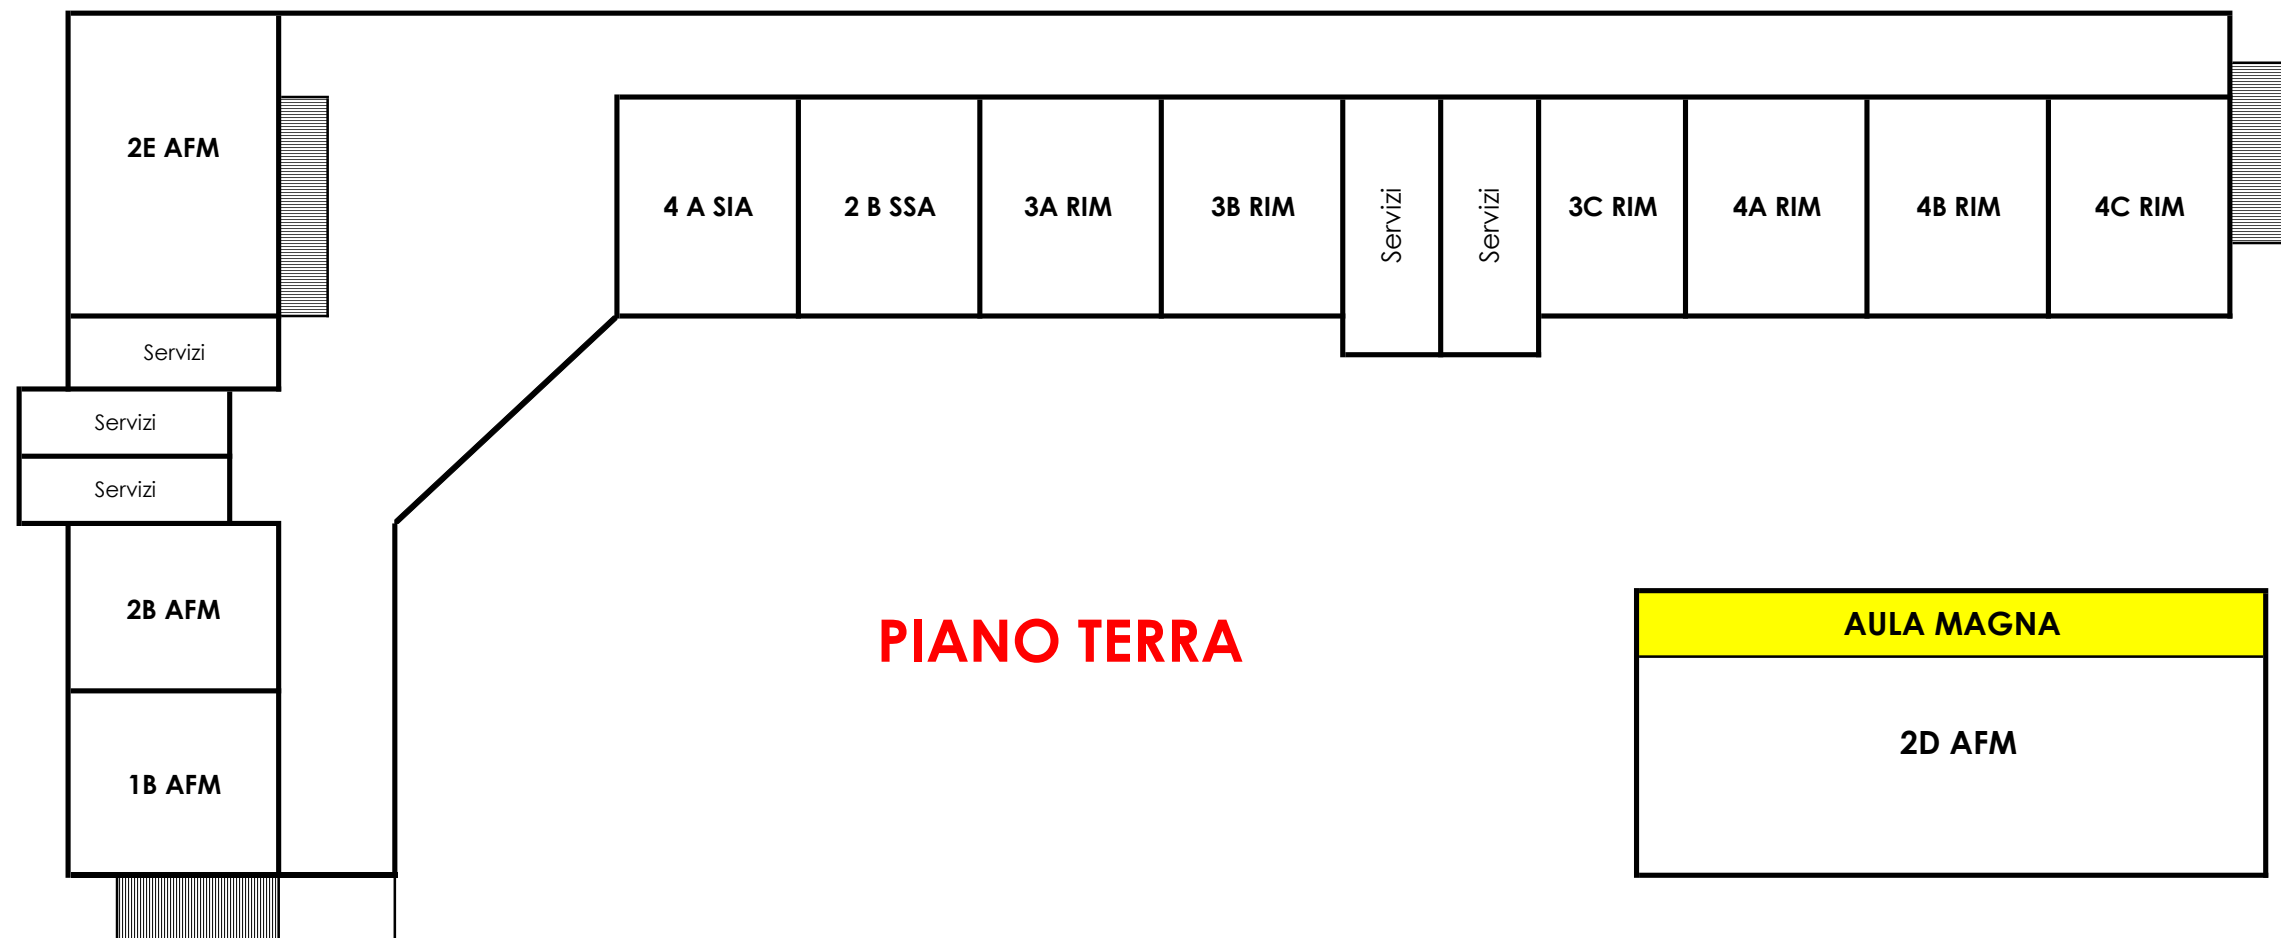 2E AFM
4 A SIA
2 B SSA
3A RIM
3B RIM
Servizi
Servizi
3C RIM
4A RIM
4B RIM
4C RIM
Servizi
Servizi
Servizi
2B AFM
1B AFM
PIANO TERRA
AULA MAGNA
2D AFM